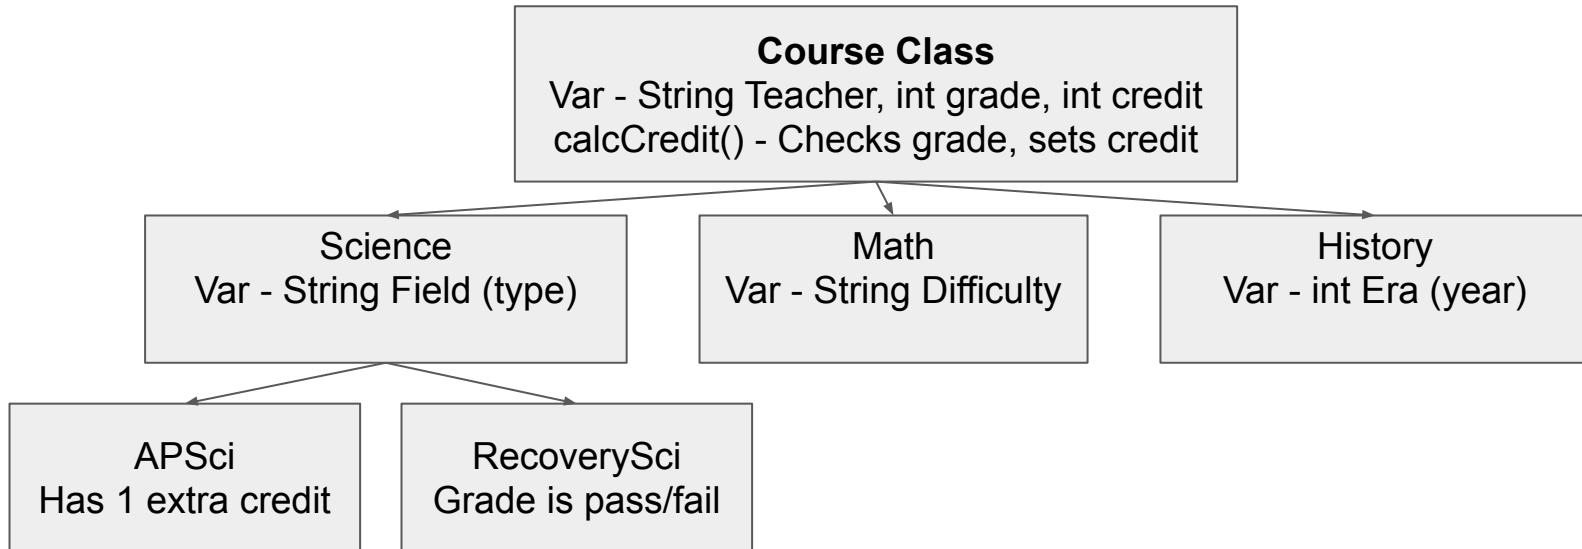 Course Class
Var - String Teacher, int grade, int credit
calcCredit() - Checks grade, sets credit
Science
Var - String Field (type)
Math
Var - String Difficulty
History
Var - int Era (year)
APSci
Has 1 extra credit
RecoverySci
Grade is pass/fail